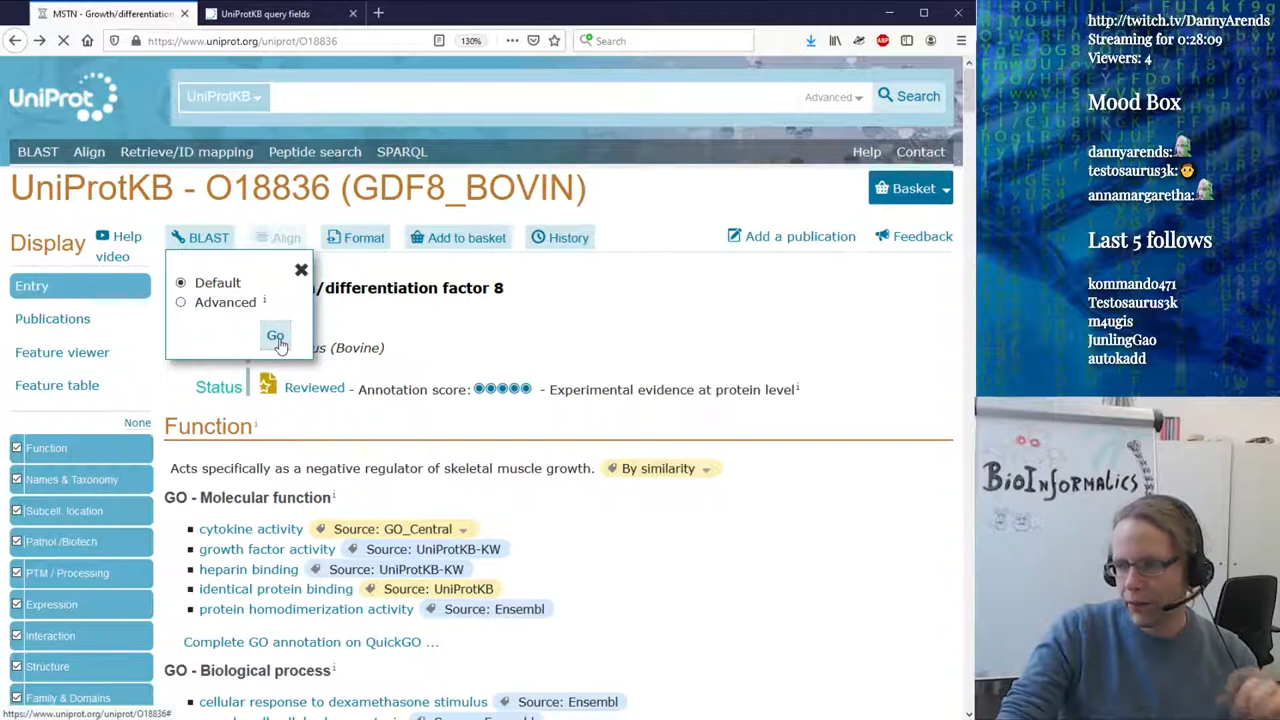 MSTN - Growth/differentiation
UniProtKB query fields
https://www.uniprot.org/uniprot/O18836
130%
Search
ABP
UniProt
UniProtKB
Advanced
Search
BLAST Align Retrieve/ID mapping Peptide search SPARQL Help Contact
UniProtKB - O18836 (GDF8_BOVIN)
Basket
Display
Help video
BLAST
Align
Format
Add to basket
History
Add a publication
Feedback
Default
Advanced i
Go
Entry
Publications
Feature viewer
Feature table
None
Function
Names & Taxonomy
Subcell. location
Pathol /Biotech
PTM / Processing
Expression
Interaction
Structure
Family & Domains
/differentiation factor 8
us (Bovine)
Status Reviewed - Annotation score: - Experimental evidence at protein level i
Function i
Acts specifically as a negative regulator of skeletal muscle growth. By similarity
GO - Molecular function i
cytokine activity Source: GO_Central
growth factor activity Source: UniProtKB-KW
heparin binding Source: UniProtKB-KW
identical protein binding Source: UniProtKB
protein homodimerization activity Source: Ensembl
Complete GO annotation on QuickGO ...
GO - Biological process i
cellular response to dexamethasone stimulus Source: Ensembl
https://www.uniprot.org/uniprot/O18836#
http://twitch.tv/DannyArends
Streaming for 0:28:09
Viewers: 4
Mood Box
dannyarends:
testosaurus3k:
annamargaretha:
Last 5 follows
kommando471
Testosaurus3k
m4ugis
JunlingGao
autokadd
BioInformatics